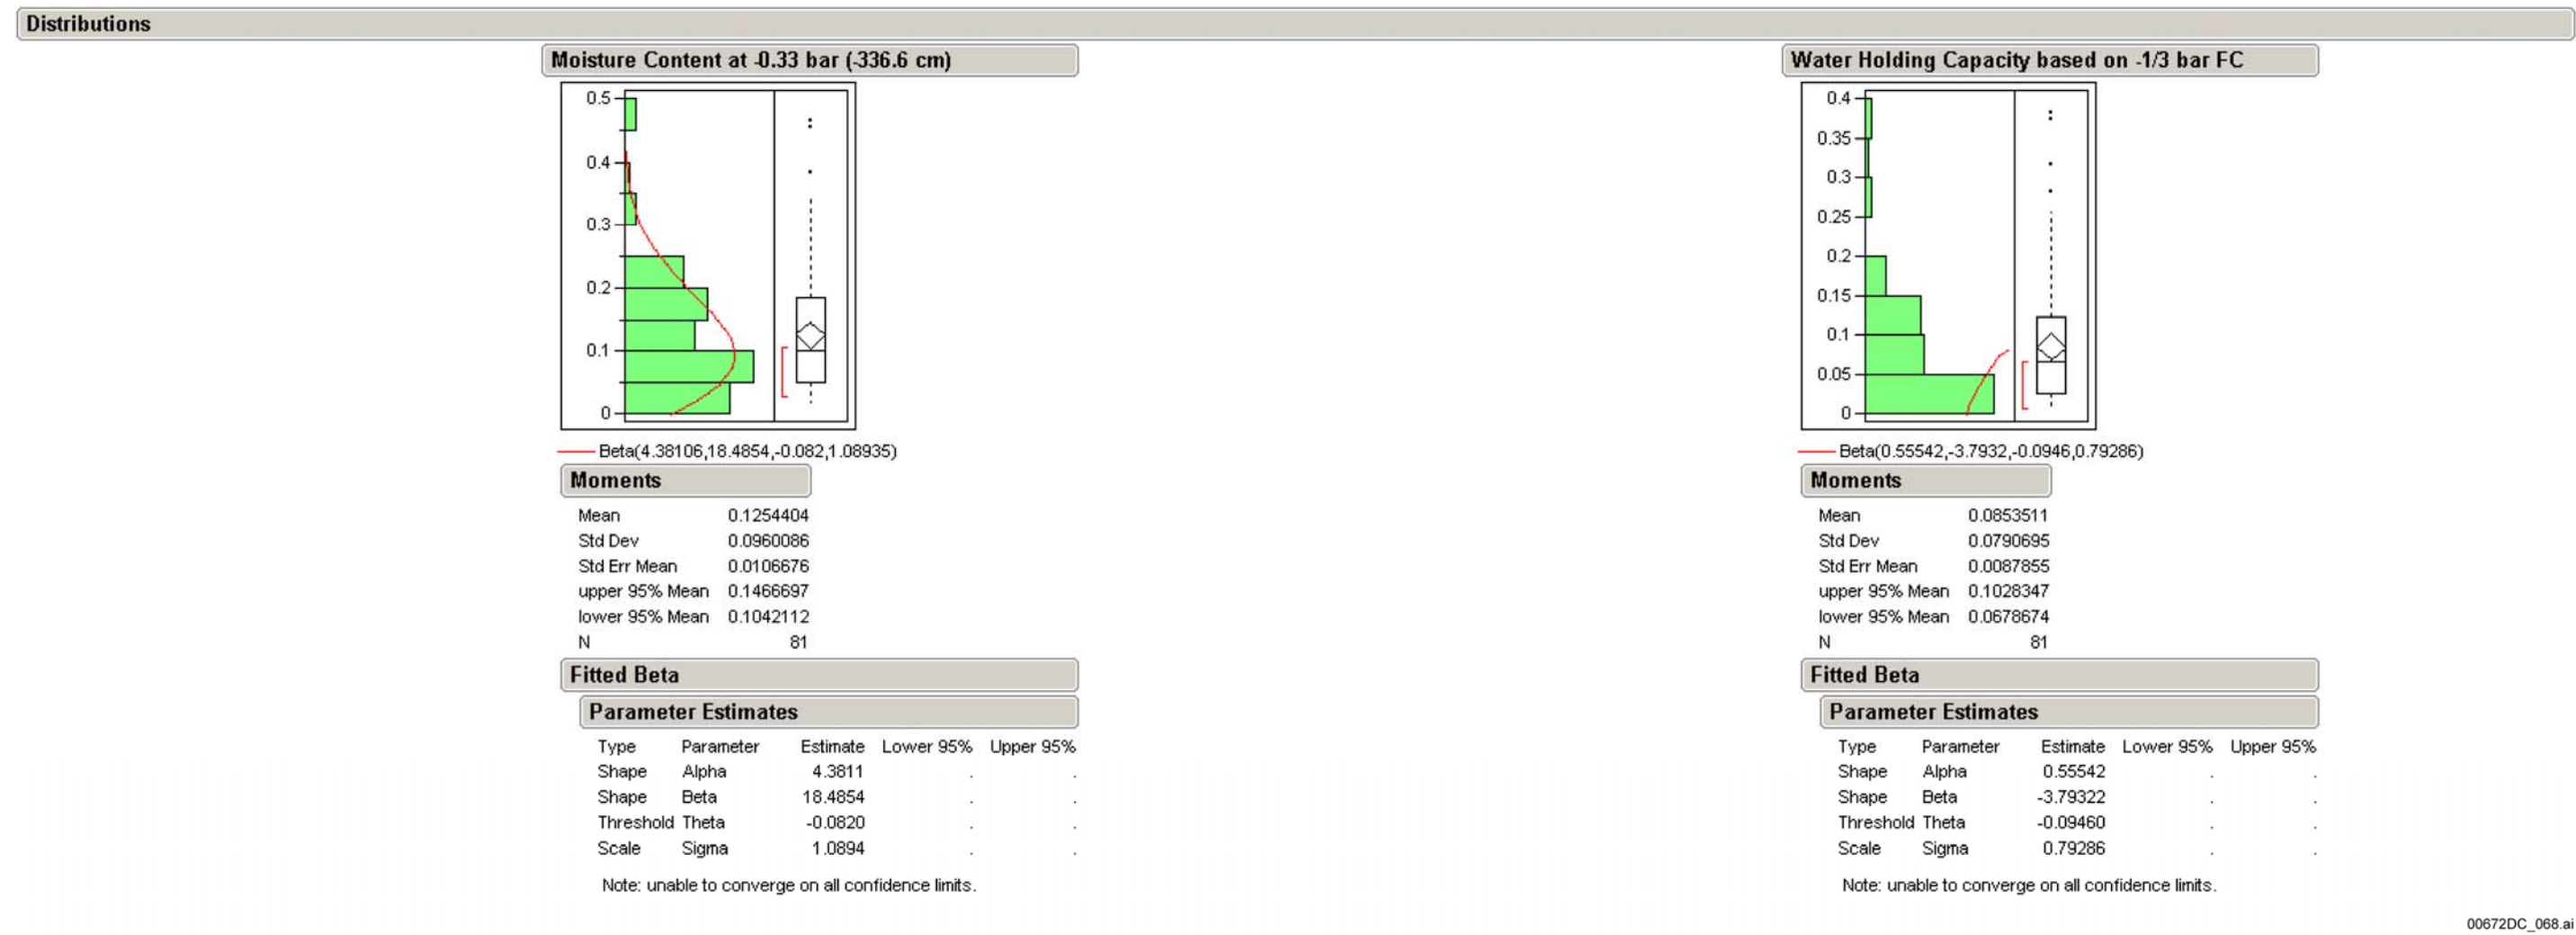 Distributions
Moisture Content at -0.33 bar (-336.6 cm)
0.5
0.4
0.3
0.2
0.1
0
Beta(4.38106,18.4854,-0.082,1.08935)
Moments
Mean 0.1254404
Std Dev 0.0960086
Std Err Mean 0.0106676
upper 95% Mean 0.1466697
lower 95% Mean 0.1042112
N 81
Fitted Beta
Parameter Estimates
Type Parameter Estimate Lower 95% Upper 95%
Shape Alpha 4.3811 . .
Shape Beta 18.4854 . .
Threshold Theta -0.0820 . .
Scale Sigma 1.0894 . .
Note: unable to converge on all confidence limits.
Water Holding Capacity based on -1/3 bar FC
0.4
0.35
0.3
0.25
0.2
0.15
0.1
0.05
0
Beta(0.55542,-3.7932,-0.0946,0.79286)
Moments
Mean 0.0853511
Std Dev 0.0790695
Std Err Mean 0.0087855
upper 95% Mean 0.1028347
lower 95% Mean 0.0678674
N 81
Fitted Beta
Parameter Estimates
Type Parameter Estimate Lower 95% Upper 95%
Shape Alpha 0.55542 . .
Shape Beta -3.79322 . .
Threshold Theta -0.09460 . .
Scale Sigma 0.79286 . .
Note: unable to converge on all confidence limits.
00672DC_068.ai